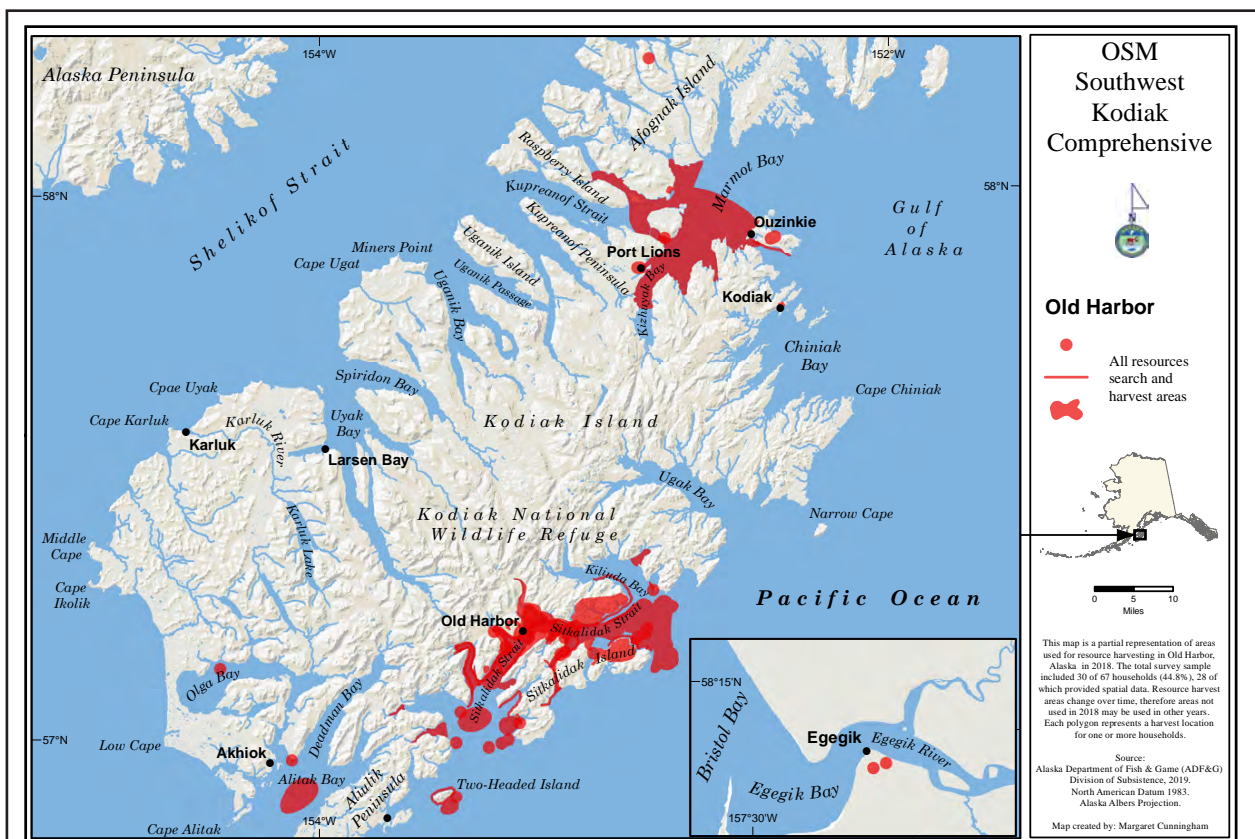 154°W
152°W
Alaska Peninsula
Afognak Island
Shelikof Strait
Raspberry Island
Marmot Bay
58°N
58°N
Kupreanof Strait
Gulf
of
Alaska
Ouzinkie
Kupreanof Peninsula
Uganik Island
Miners Point
Port Lions
Cape Ugat
Uganik Passage
Uganik Bay
Kizhuyak Bay
Kodiak
Chiniak
Bay
Spiridon Bay
Cpae Uyak
Cape Chiniak
Cape Karluk
Karluk River
Uyak
Bay
Kodiak Island
Karluk
Larsen Bay
Ugak Bay
Kodiak National
Wildlife Refuge
Narrow Cape
Karluk Lake
Middle
Cape
Cape
Ikolik
Kiliuda Bay
Pacific Ocean
Old Harbor
Sitkalidak Strait
Sitkalidak Strait
Sitkalidak Island
Olga Bay
Deadman Bay
57°N
Low Cape
Akhiok
Alitak Bay
Aliulik
Peninsula
Two-Headed Island
Cape Alitak
154°W
58°15'N
Bristol Bay
Egegik
Egegik River
Egegik Bay
157°30'W
OSM
Southwest
Kodiak
Comprehensive
N
Old Harbor
All resources
search and
harvest areas
0 5 10
Miles
This map is a partial representation of areas
used for resource harvesting in Old Harbor,
Alaska in 2018. The total survey sample
included 30 of 67 households (44.8%), 28 of
which provided spatial data. Resource harvest
areas change over time, therefore areas not
used in 2018 may be used in other years.
Each polygon represents a harvest location
for one or more households.
Source:
Alaska Department of Fish & Game (ADF&G)
Division of Subsistence, 2019.
North American Datum 1983.
Alaska Albers Projection.
Map created by: Margaret Cunningham